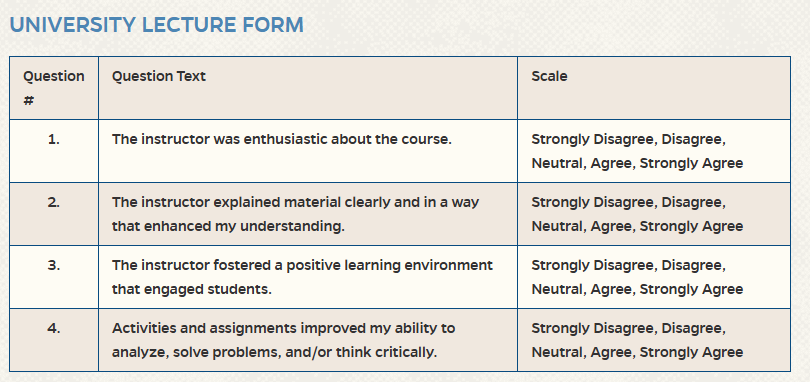 UNIVERSITY LECTURE FORM
Question
#
Question Text
Scale
1.
The instructor was enthusiastic about the course.
Strongly Disagree, Disagree,
Neutral, Agree, Strongly Agree
2.
The instructor explained material clearly and in a way
that enhanced my understanding.
Strongly Disagree, Disagree,
Neutral, Agree, Strongly Agree
3.
The instructor fostered a positive learning environment
that engaged students.
Strongly Disagree, Disagree,
Neutral, Agree, Strongly Agree
4.
Activities and assignments improved my ability to
analyze, solve problems, and/or think critically.
Strongly Disagree, Disagree,
Neutral, Agree, Strongly Agree